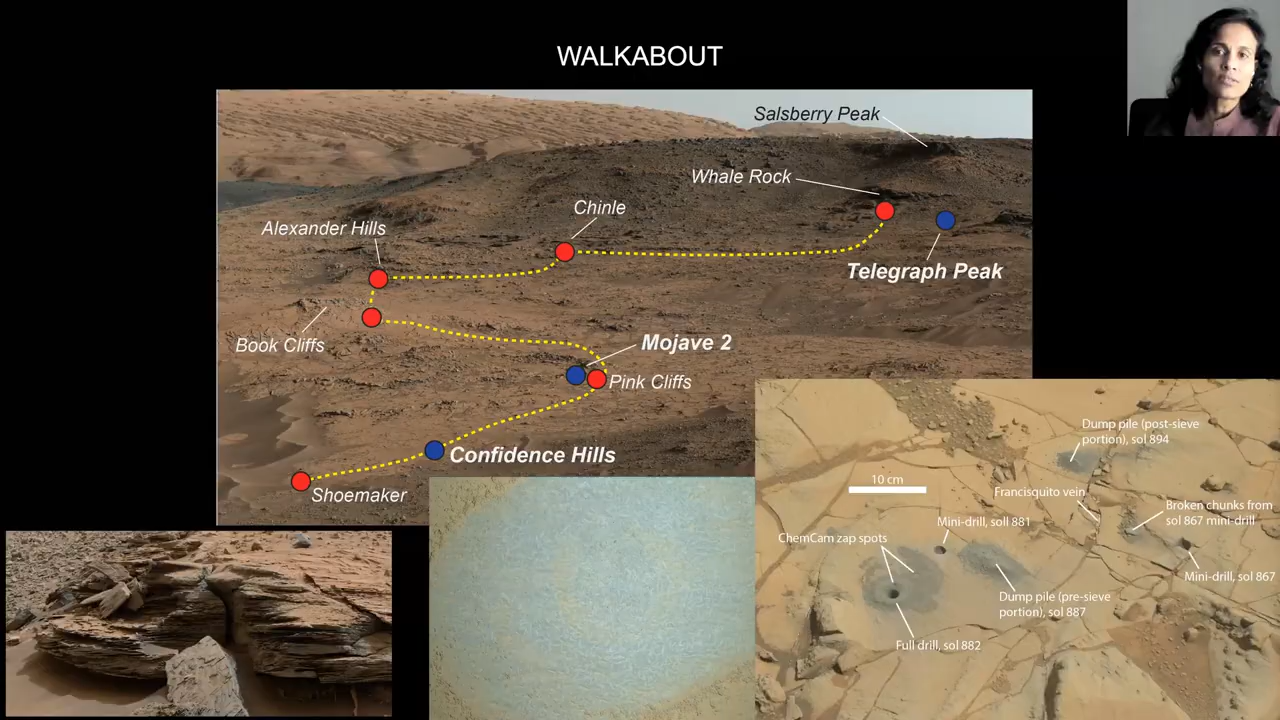 WALKABOUT
Salsberry Peak
Whale Rock
Chinle
Alexander Hills
Telegraph Peak
Book Cliffs
Mojave 2
Pink Cliffs
Confidence Hills
Shoemaker
Dump pile (post-sieve
portion), sol 894
10 cm
Francisquito vein
Broken chunks from
sol 867 mini-drill
Mini-drill, soll 881
ChemCam zap spots
Mini-drill, sol 867
Dump pile (pre-sieve
portion), sol 887
Full drill, sol 882